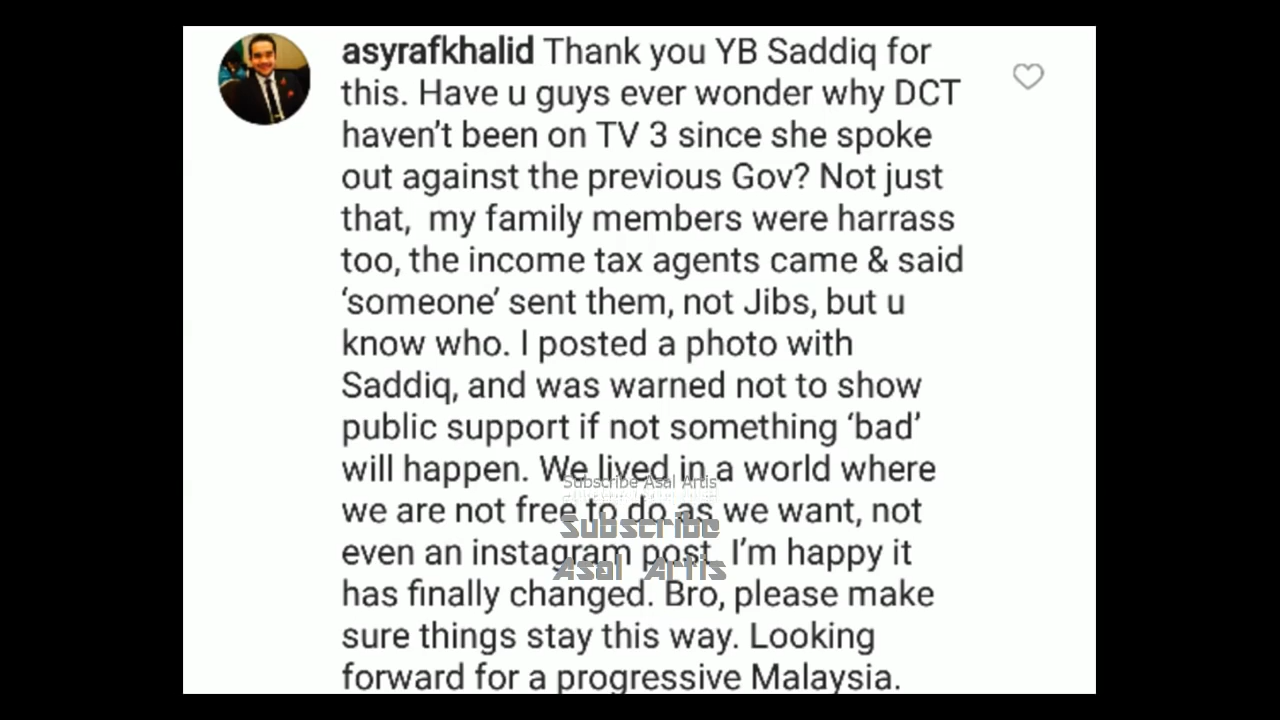 asyrafkhalid Thank you YB Saddiq for
this. Have u guys ever wonder why DCT
haven’t been on TV 3 since she spoke
out against the previous Gov? Not just
that,  my family members were harrass
too, the income tax agents came & said
‘someone’ sent them, not Jibs, but u
know who. I posted a photo with
Saddiq, and was warned not to show
public support if not something ‘bad’
will happen. We lived in a world where
Subscribe Asal Artis
we are not free to do as we want, not
Subscribe
even an instagram post. I’m happy it
Asal Artis
has finally changed. Bro, please make
sure things stay this way. Looking
forward for a progressive Malaysia.